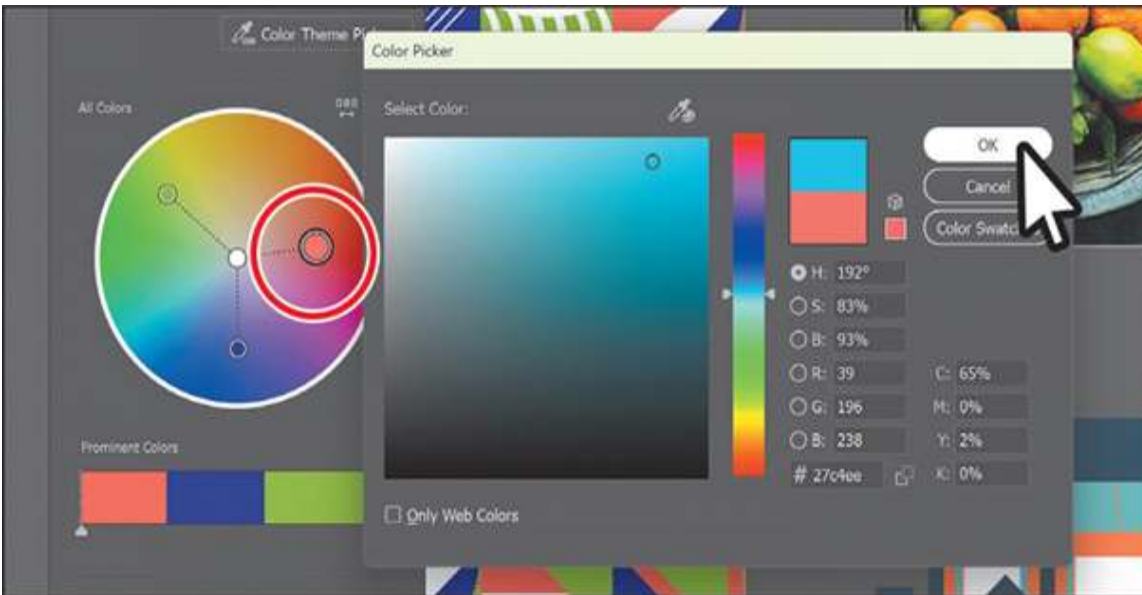 Color Theme Pi
Color Picker
All Colors
Select Color:
OK
Cancel
Color Swatc
H: 192°
S: 83%
B: 93%
R: 39
G: 196
B: 238
# 27c4ee
C: 65%
M: 0%
Y: 2%
K: 0%
Prominent Colors
Only Web Colors